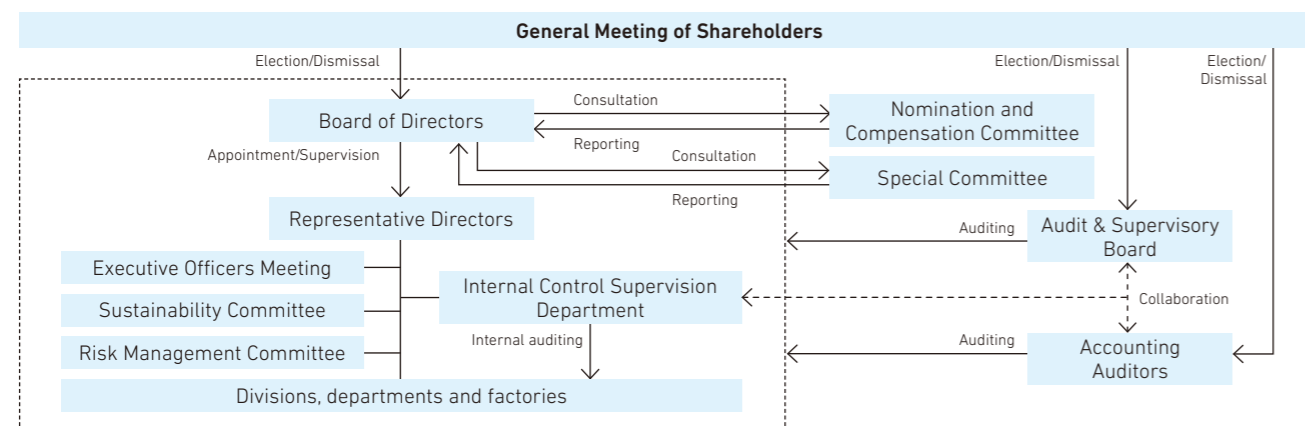 General Meeting of Shareholders
Election/Dismissal
Election/Dismissal
Election/
Dismissal
Board of Directors
Consultation
Reporting
Nomination and
Compensation Committee
Appointment/Supervision
Consultation
Reporting
Special Committee
Representative Directors
Auditing
Audit & Supervisory
Board
Executive Officers Meeting
Sustainability Committee
Risk Management Committee
Internal Control Supervision
Department
Collaboration
Internal auditing
Auditing
Accounting
Auditors
Divisions, departments and factories